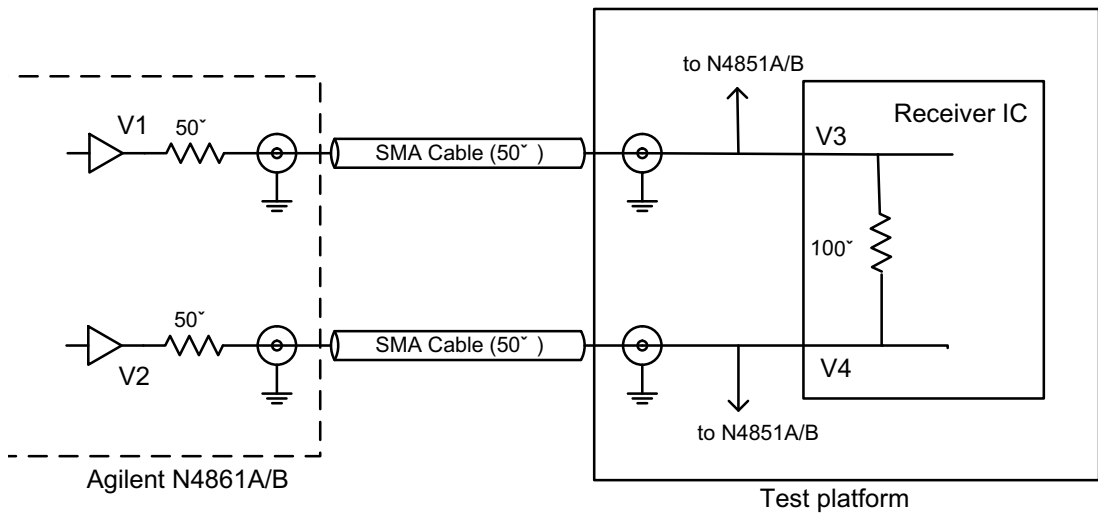 to N4851A/B
Receiver IC
V1
50ˇ
SMA Cable (50ˇ )
V3
100ˇ
50ˇ
SMA Cable (50ˇ )
V2
V4
to N4851A/B
Agilent N4861A/B
Test platform